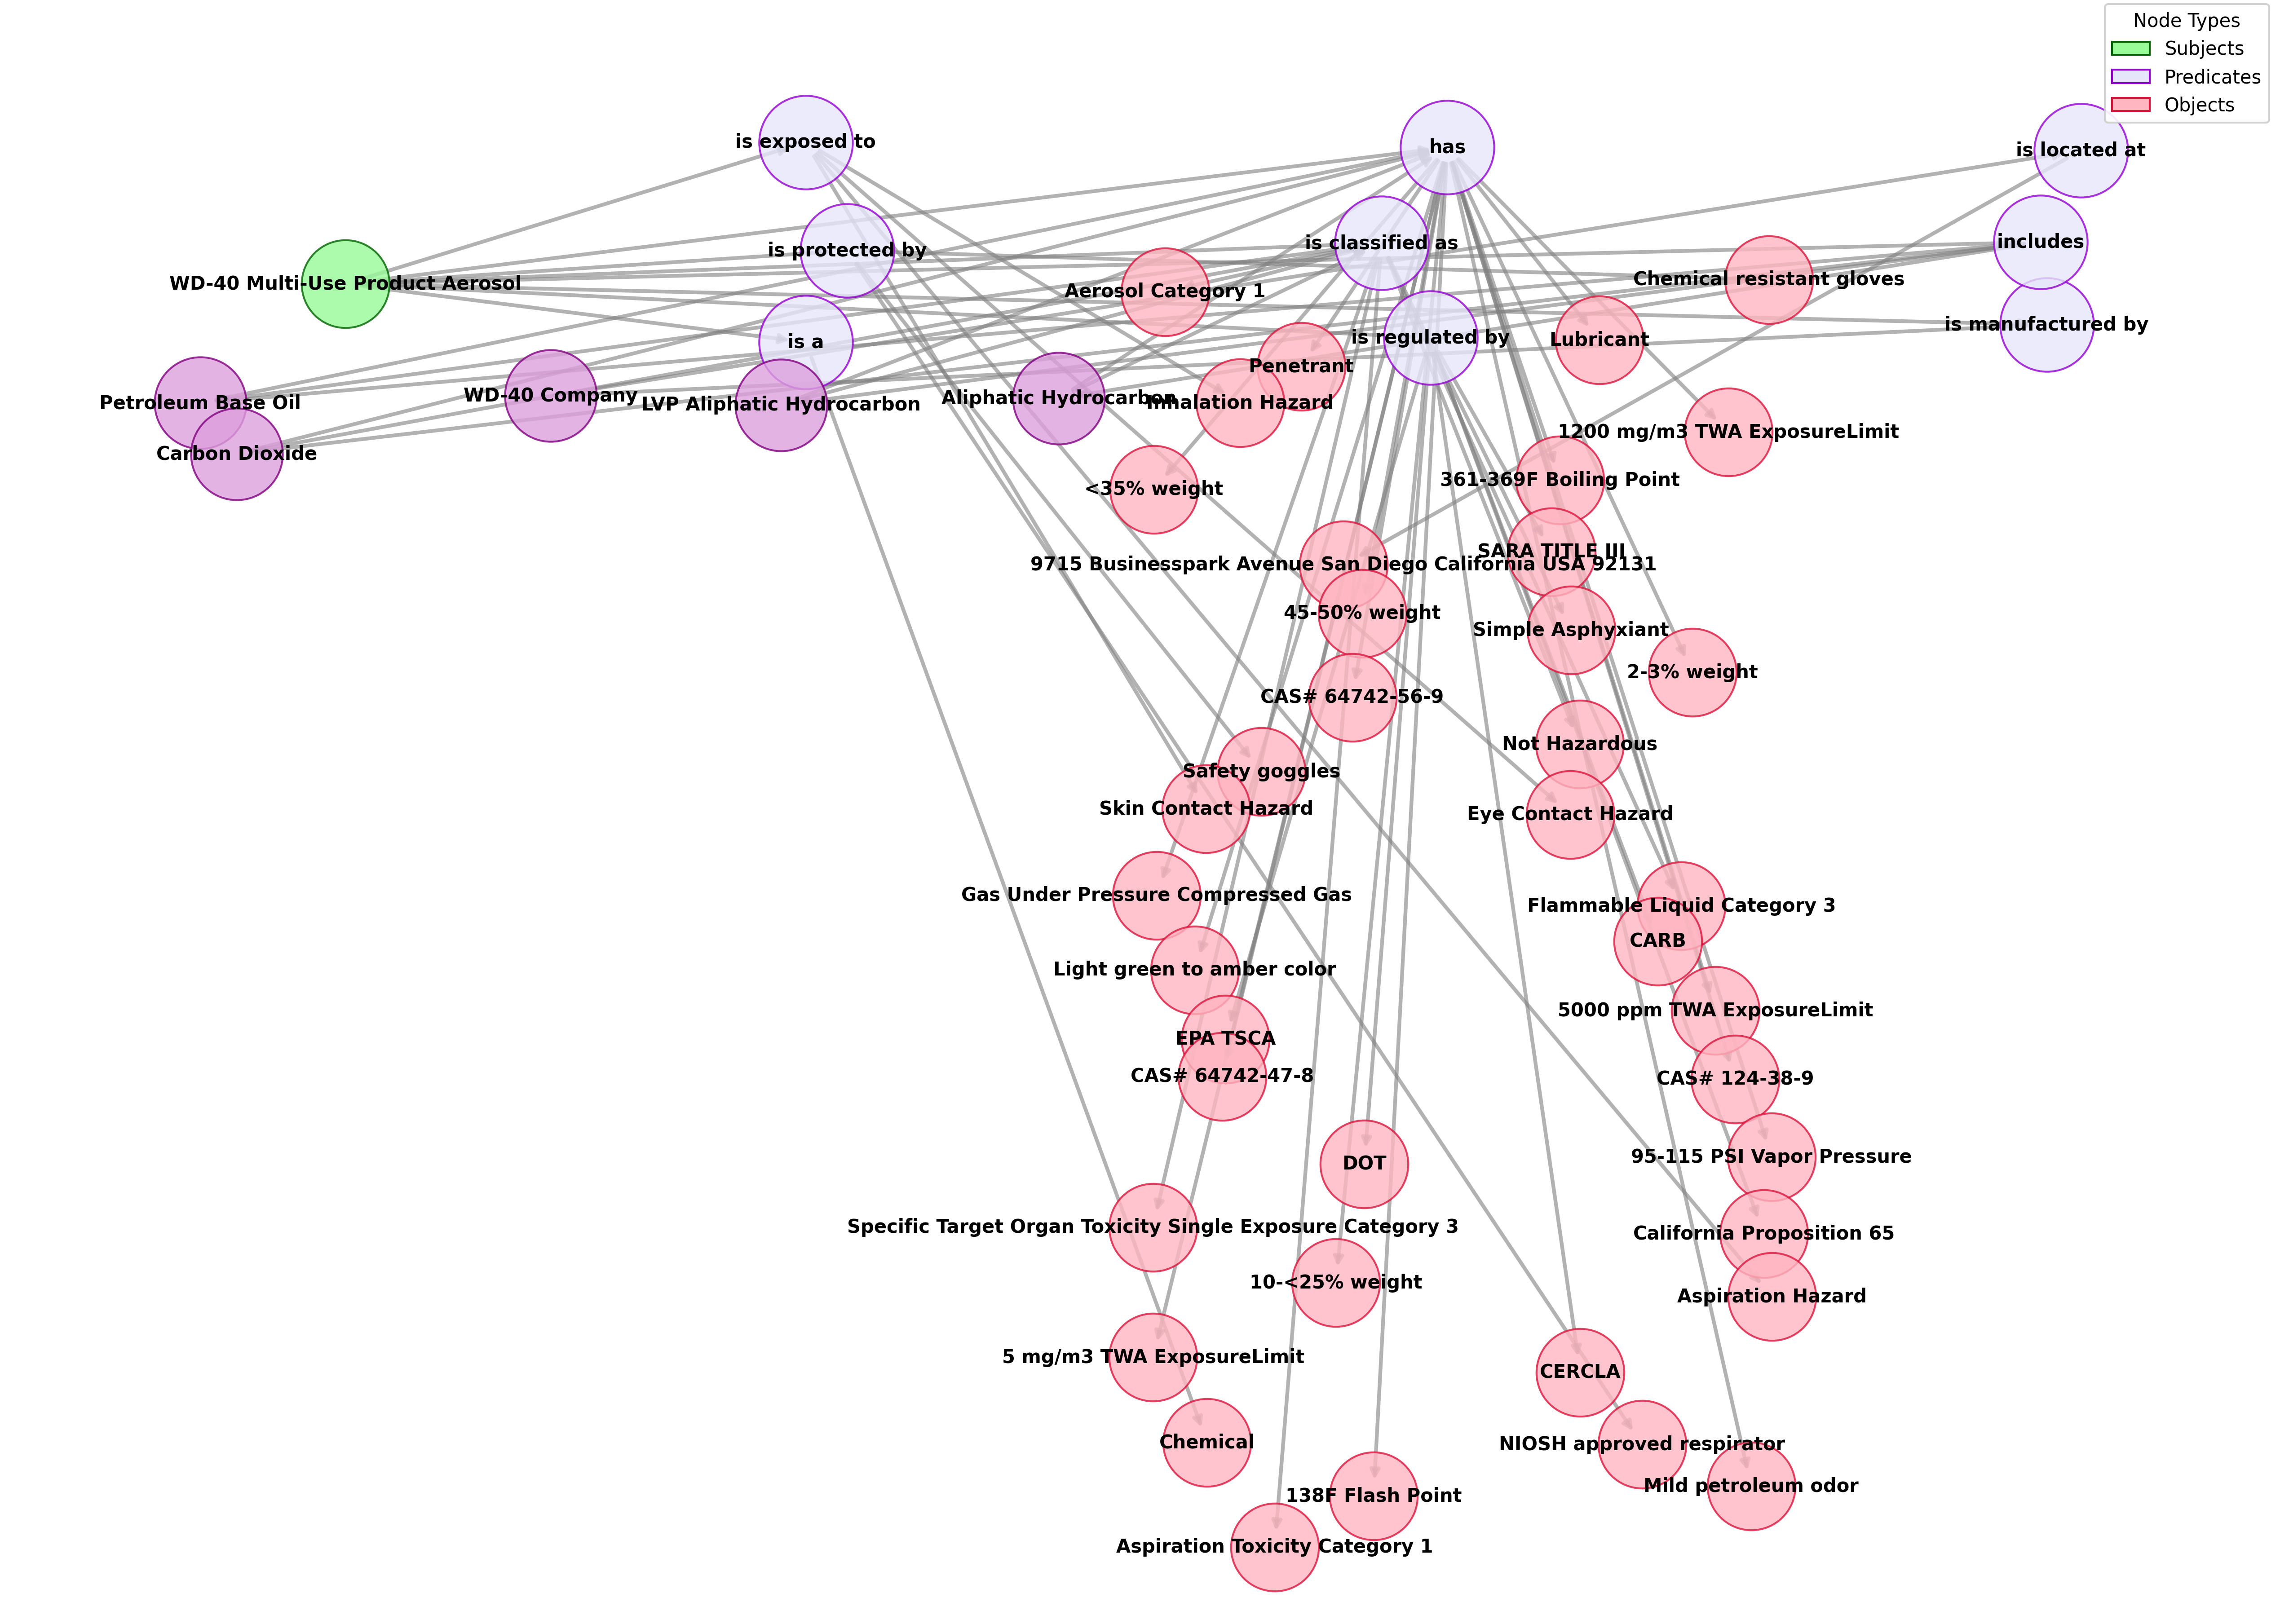 Node Types
Subjects
Predicates
Objects
is exposed to
has
is located at
is protected by
is classified as
includes
WD-40 Multi-Use Product Aerosol
Aerosol Category 1
Chemical resistant gloves
is a
is regulated by
Lubricant
is manufactured by
Penetrant
Petroleum Base Oil
WD-40 Company
LVP Aliphatic Hydrocarbon
Aliphatic Hydrocarbon
Inhalation Hazard
1200 mg/m3 TWA ExposureLimit
Carbon Dioxide
<35% weight
361-369F Boiling Point
SARA TITLE III
9715 Businesspark Avenue San Diego California USA 92131
45-50% weight
Simple Asphyxiant
2-3% weight
CAS# 64742-56-9
Not Hazardous
Safety goggles
Skin Contact Hazard
Eye Contact Hazard
Gas Under Pressure Compressed Gas
Flammable Liquid Category 3
CARB
Light green to amber color
5000 ppm TWA ExposureLimit
EPA TSCA
CAS# 64742-47-8
CAS# 124-38-9
DOT
95-115 PSI Vapor Pressure
Specific Target Organ Toxicity Single Exposure Category 3
California Proposition 65
10-<25% weight
Aspiration Hazard
5 mg/m3 TWA ExposureLimit
CERCLA
Chemical
NIOSH approved respirator
Mild petroleum odor
138F Flash Point
Aspiration Toxicity Category 1